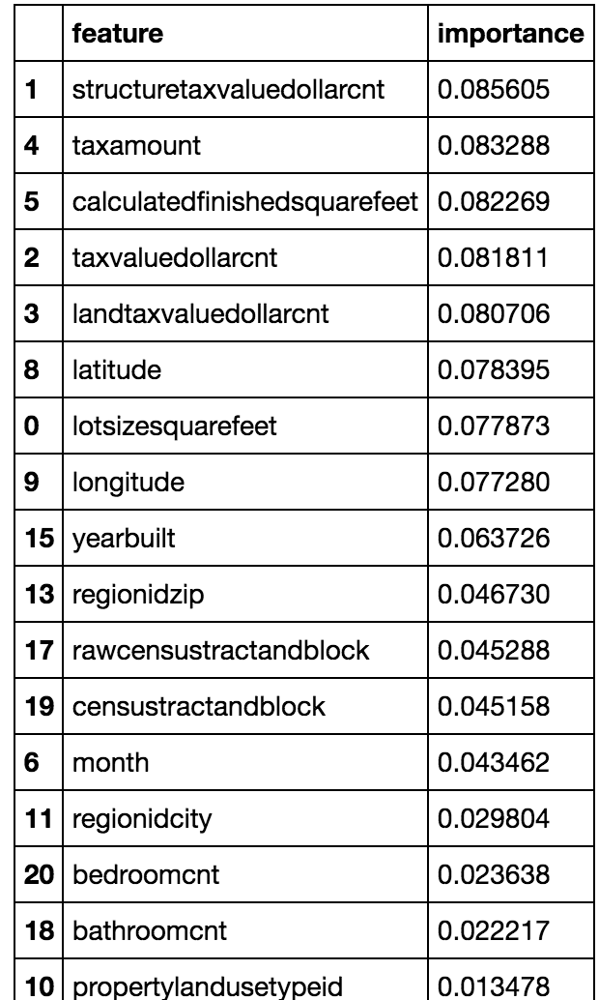 feature importance
1 structuretaxvaluedollarcnt 0.085605
4 taxamount 0.083288
5 calculatedfinishedsquarefeet 0.082269
2 taxvaluedollarcnt 0.081811
3 landtaxvaluedollarcnt 0.080706
8 latitude 0.078395
0 lotsizesquarefeet 0.077873
9 longitude 0.077280
15 yearbuilt 0.063726
13 regionidzip 0.046730
17 rawcensustractandblock 0.045288
19 censustractandblock 0.045158
6 month 0.043462
11 regionidcity 0.029804
20 bedroomcnt 0.023638
18 bathroomcnt 0.022217
10 propertylandusetypeid 0.013478